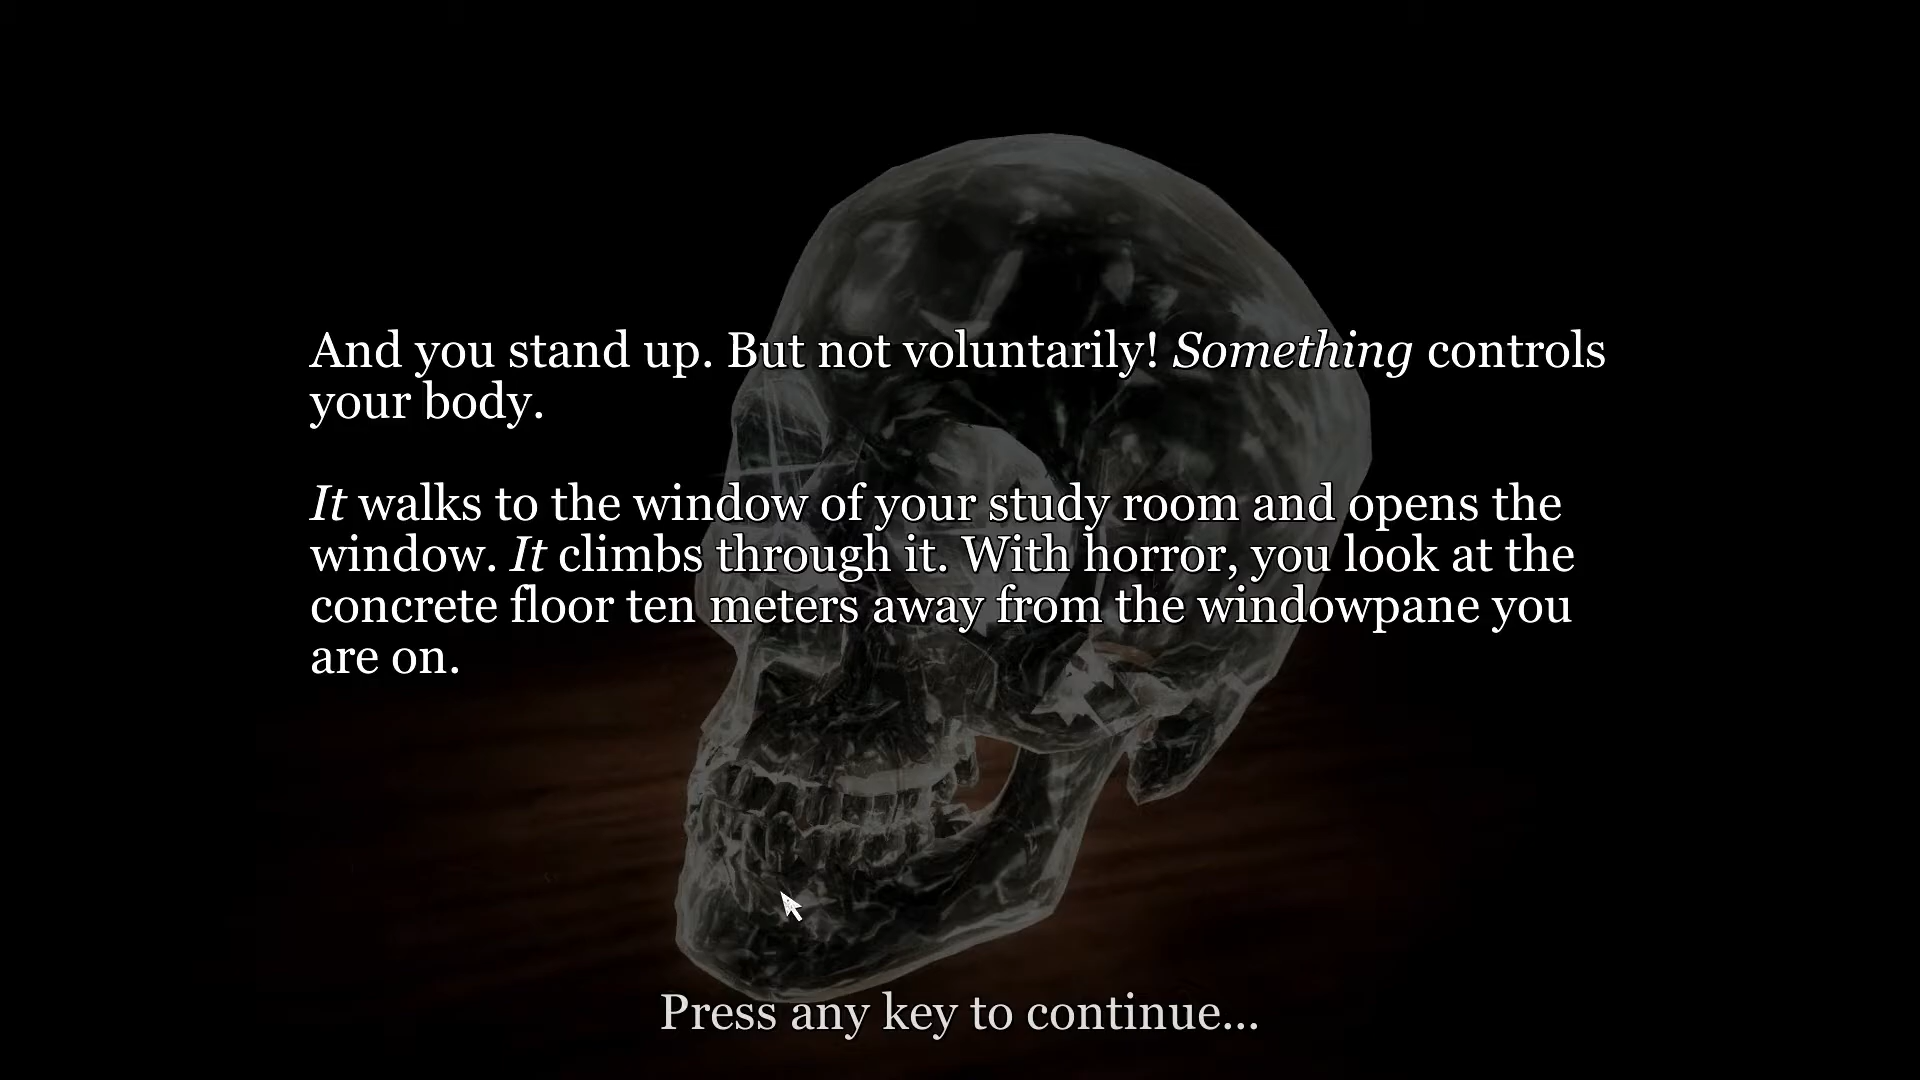 And you stand up. But not voluntarily! Something controls
your body.
It walks to the window of your study room and opens the
window. It climbs through it. With horror, you look at the
concrete floor ten meters away from the windowpane you
are on.
Press any key to continue...